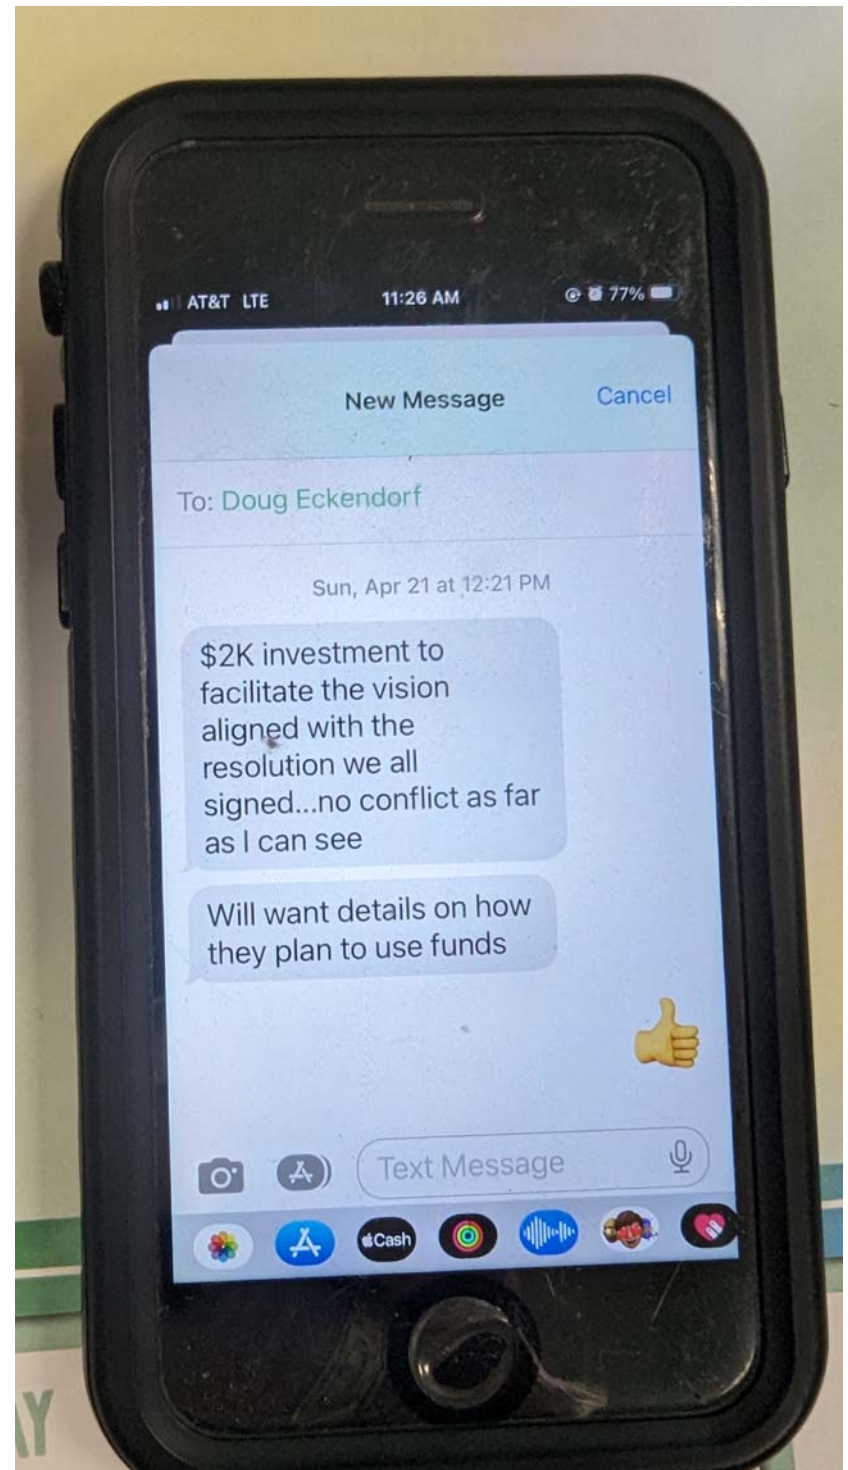 AT&T LTE 11:26 AM 77%
New Message Cancel
To: Doug Eckendorf
Sun, Apr 21 at 12:21 PM
$2K investment to
facilitate the vision
aligned with the
resolution we all
signed...no conflict as far
as I can see
Will want details on how
they plan to use funds
Text Message
Cash
AY